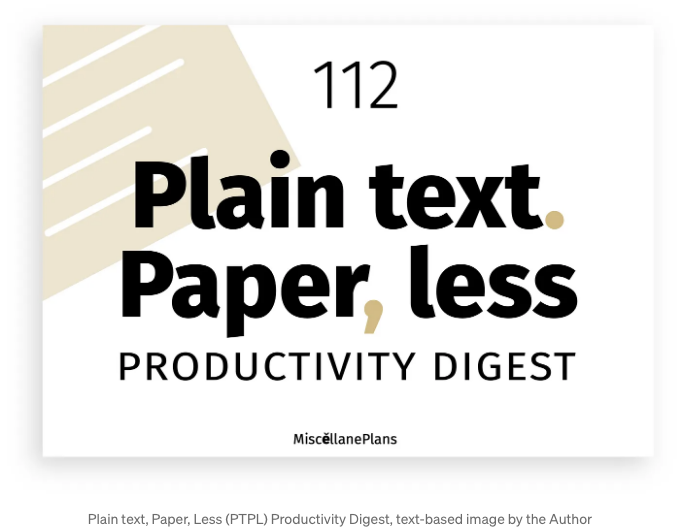 112
Plain text.
Paper, less
PRODUCTIVITY DIGEST
MiscĕllanePlans
Plain text, Paper, Less (PTPL) Productivity Digest, text-based image by the Author